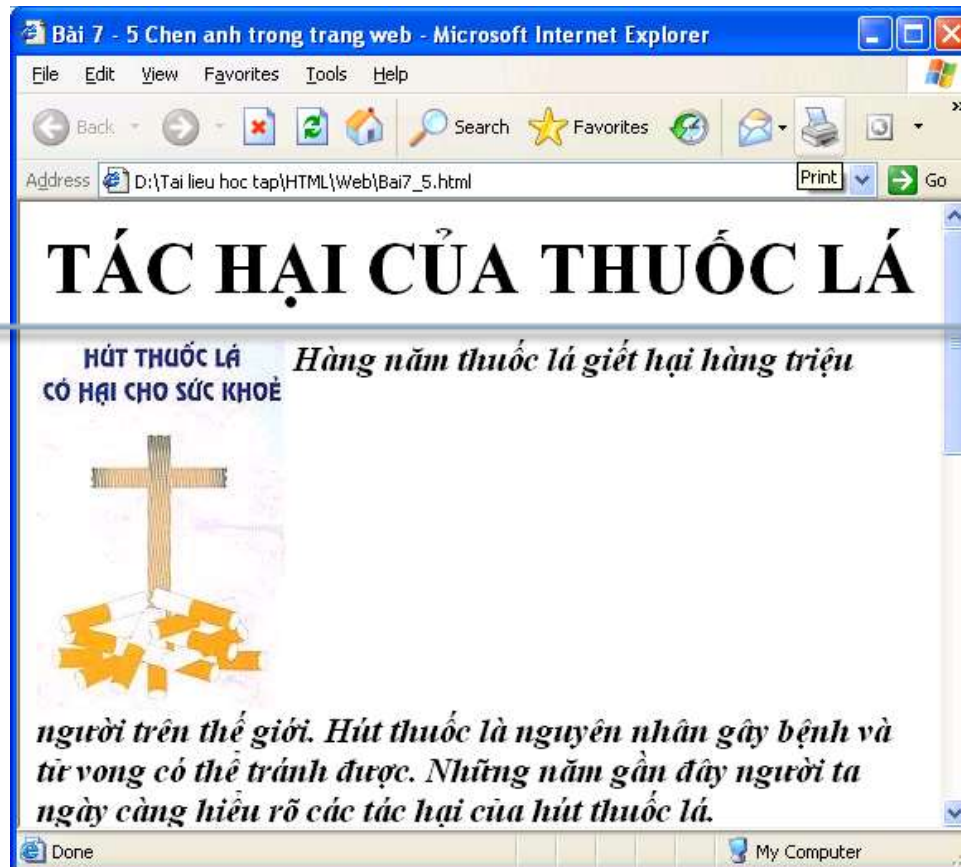 Bài 7 - 5 Chen anh trong trang web - Microsoft Internet Explorer
File Edit View Favorites Tools Help
Back Search Favorites
Address D:\Tai lieu hoc tap\HTML\Web\Bai7_5.html Print Go
TÁC HẠI CỦA THUỐC LÁ
HÚT THUỐC LÁ
CÓ HẠI CHO SỨC KHOẺ
Hàng năm thuốc lá giết hại hàng triệu
người trên thế giới. Hút thuốc là nguyên nhân gây bệnh và
tử vong có thể tránh được. Những năm gần đây người ta
ngày càng hiểu rõ các tác hại của hút thuốc lá.
Done My Computer